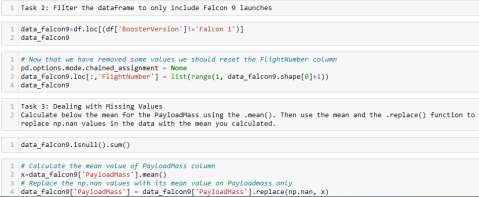 1 Task 2: Filter the dataframe to only include Falcon 9 launches
1 data_falcon9=df.loc[(df['BoosterVersion']!='Falcon 1')]
2 data_falcon9
1 # Now that we have removed some values we should reset the FlightNumber column
2 pd.options.mode.chained_assignment = None
3 data_falcon9.loc[:,'FlightNumber'] = list(range(1, data_falcon9.shape[0]+1))
4 data_falcon9
1 Task 3: Dealing with Missing Values
2 Calculate below the mean for the PayloadMass using the .mean(). Then use the mean and the .replace() function to
replace np.nan values in the data with the mean you calculated.
1 data_falcon9.isnull().sum()
1 # Calculate the mean value of PayloadMass column
2 x=data_falcon9['PayloadMass'].mean()
3 # Replace the np.nan values with its mean value on Payloadmass only
4 data_falcon9['PayloadMass'] = data_falcon9['PayloadMass'].replace(np.nan, x)